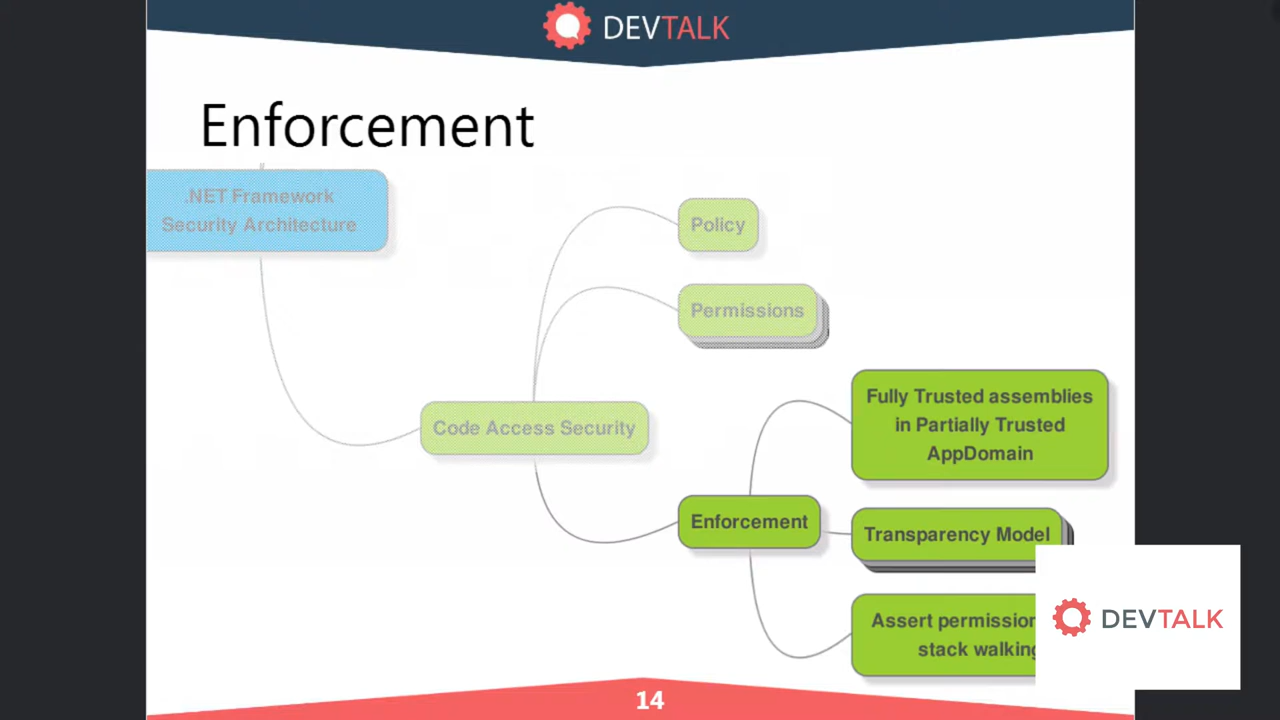 DEVTALK
Enforcement
.NET Framework
Security Architecture
Policy
Permissions
Code Access Security
Fully Trusted assemblies
in Partially Trusted
AppDomain
Enforcement
Transparency Model
Assert permission
stack walking
DEVTALK
14